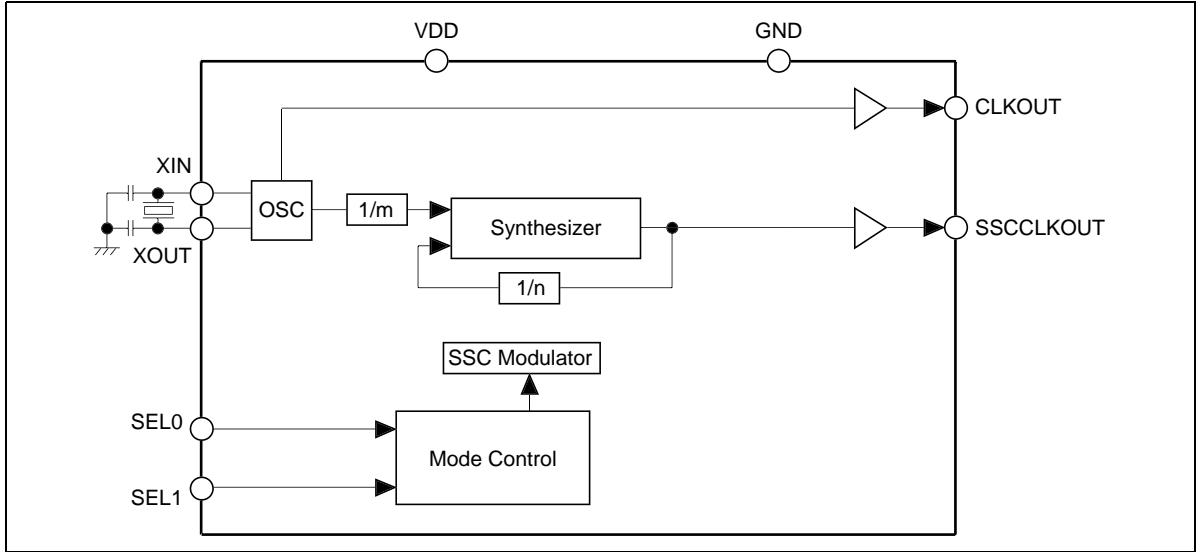 VDD
GND
CLKOUT
XIN
OSC
1/m
Synthesizer
SSCCLKOUT
XOUT
1/n
SSC Modulator
SEL0
Mode Control
SEL1